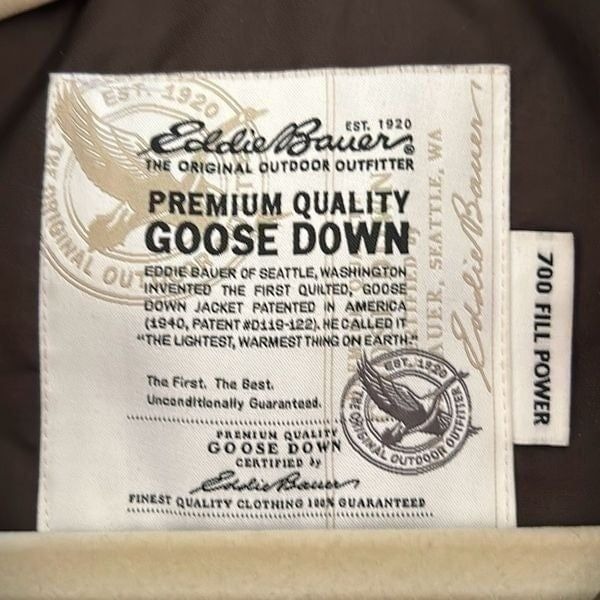 EST. 1920
Eddie Bauer®
THE ORIGINAL OUTDOOR OUTFITTER
PREMIUM QUALITY
GOOSE DOWN
EDDIE BAUER OF SEATTLE, WASHINGTON
INVENTED THE FIRST QUILTED, GOOSE
DOWN JACKET PATENTED IN AMERICA
(1940, PATENT #D119-122). HE CALLED IT
"THE LIGHTEST, WARMEST THING ON EARTH."
The First. The Best.
Unconditionally Guaranteed.
PREMIUM QUALITY
GOOSE DOWN
CERTIFIED by
Eddie Bauer
FINEST QUALITY CLOTHING 100% GUARANTEED
EST. 1920
THE ORIGINAL OUTDOOR OUTFITTER
700 FILL POWER
EST. 1920
ORIGINAL OUT
BAUER, SEATTLE, WA
Eddie Bauer